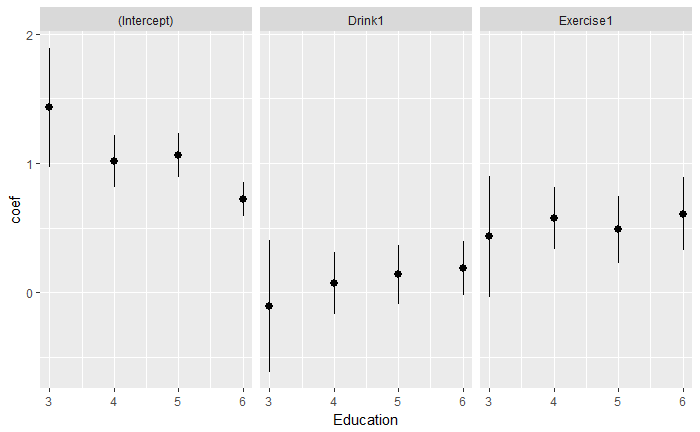 (Intercept) Drink1 Exercise1
2
1
0
coef
3 4 5 6 3 4 5 6 3 4 5 6
Education